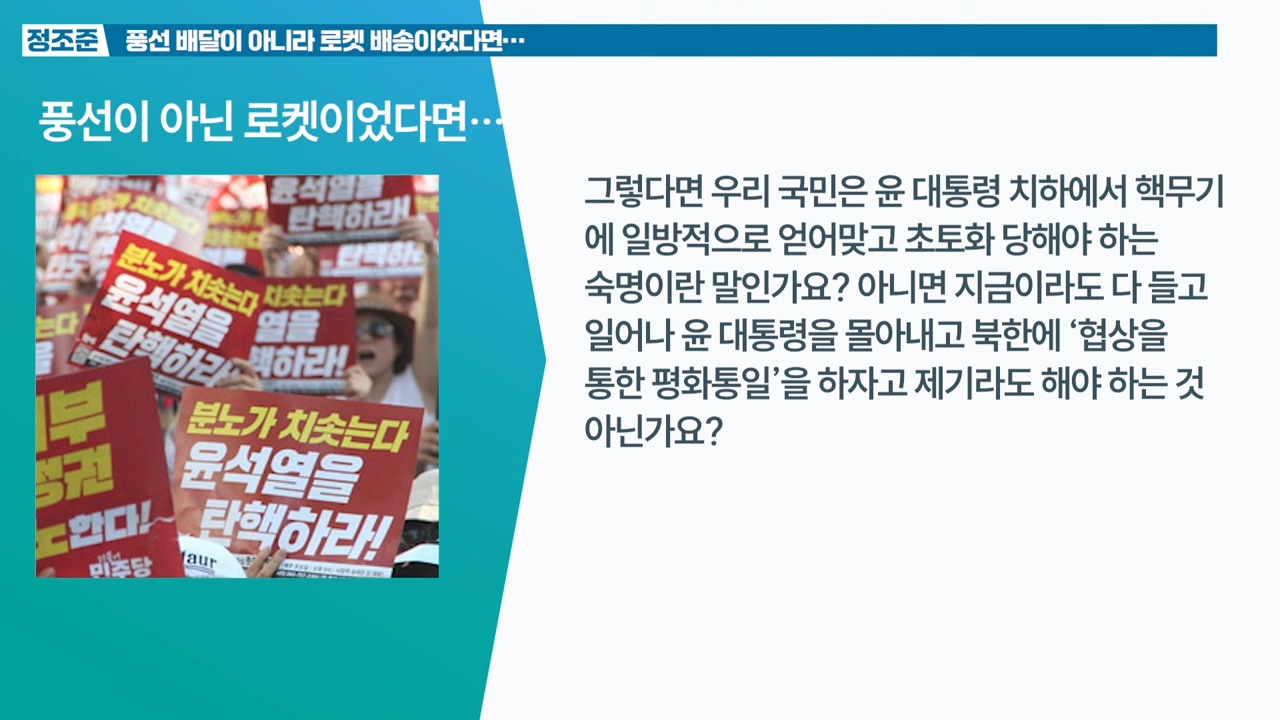 정조준 풍선 배달이 아니라 로켓 배송이었다면…
풍선이 아닌 로켓이었다면…
그렇다면 우리 국민은 윤 대통령 치하에서 핵무기
에 일방적으로 얻어맞고 초토화 당해야 하는
숙명이란 말인가요? 아니면 지금이라도 다 들고
일어나 윤 대통령을 몰아내고 북한에 ‘협상을
통한 평화통일’을 하자고 제기라도 해야 하는 것
아닌가요?
윤석열을
탄핵하라!
분노가 치솟는다
윤석열을
탄핵하라!
치솟는다
탄핵하
분노가 치솟는다
윤석열을
탄핵하라!
정권
한다!
민주당